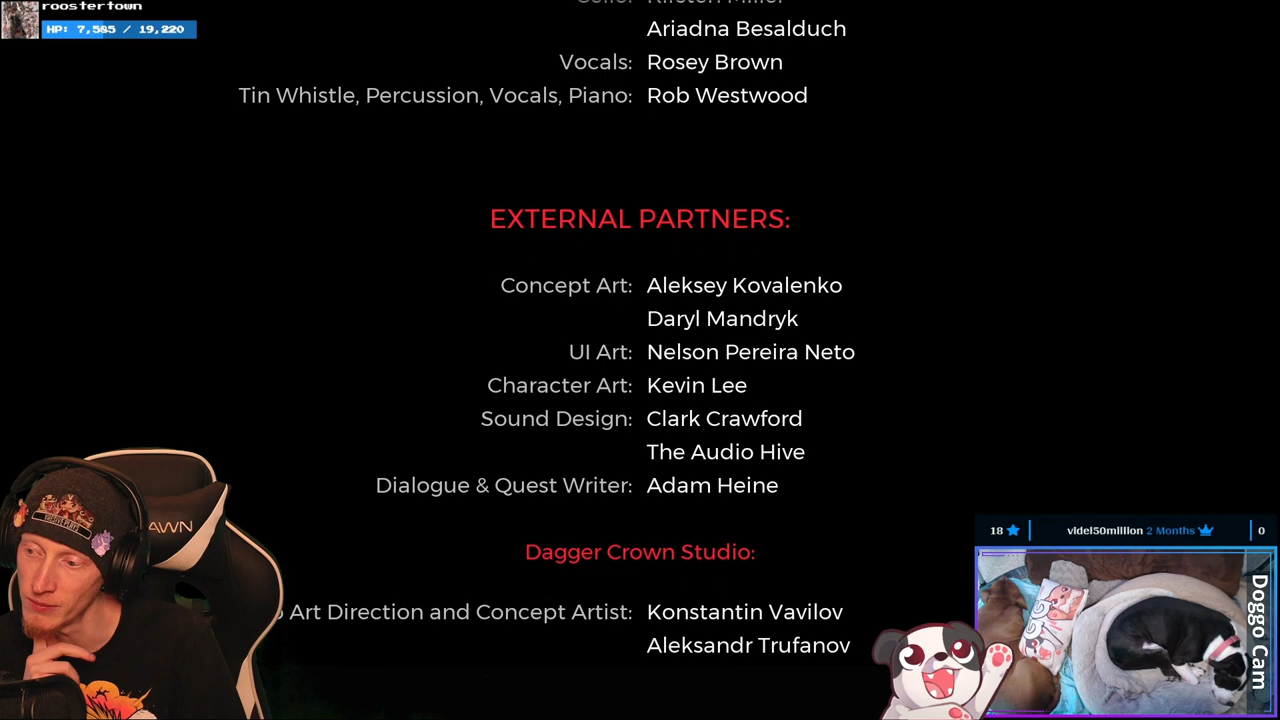 roostertown
HP: 7,585 / 19,220
Ariadna Besalduch
Vocals: Rosey Brown
Tin Whistle, Percussion, Vocals, Piano: Rob Westwood
EXTERNAL PARTNERS:
Concept Art: Aleksey Kovalenko
Daryl Mandryk
UI Art: Nelson Pereira Neto
Character Art: Kevin Lee
Sound Design: Clark Crawford
The Audio Hive
Dialogue & Quest Writer: Adam Heine
Dagger Crown Studio:
Art Direction and Concept Artist: Konstantin Vavilov
Aleksandr Trufanov
AWN
18
videl50million 2 Months
0
Doggo Cam